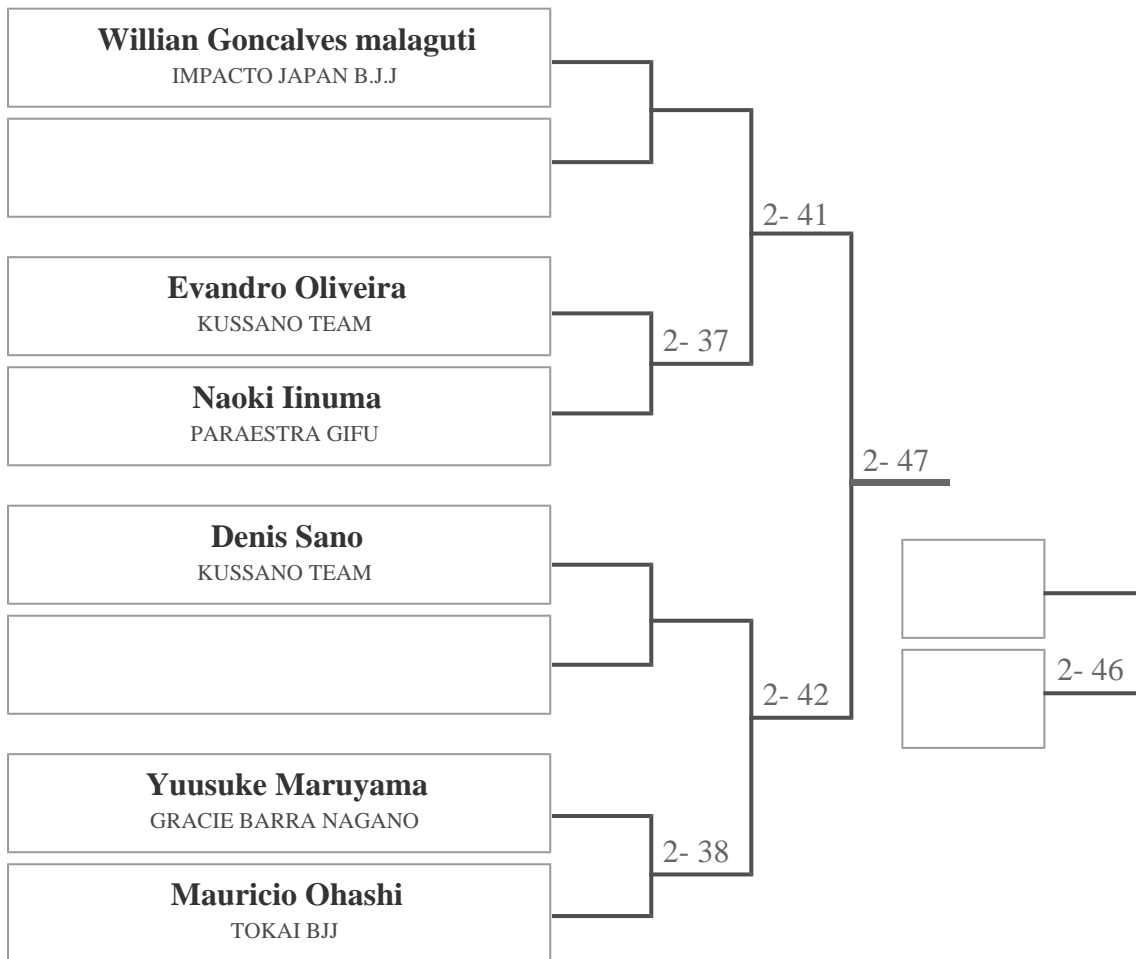 Willian Goncalves malaguti
IMPACTO JAPAN B.J.J
2- 41
Evandro Oliveira
KUSSANO TEAM
2- 37
Naoki Iinuma
PARAESTRA GIFU
2- 47
Denis Sano
KUSSANO TEAM
2- 46
2- 42
Yuusuke Maruyama
GRACIE BARRA NAGANO
2- 38
Mauricio Ohashi
TOKAI BJJ